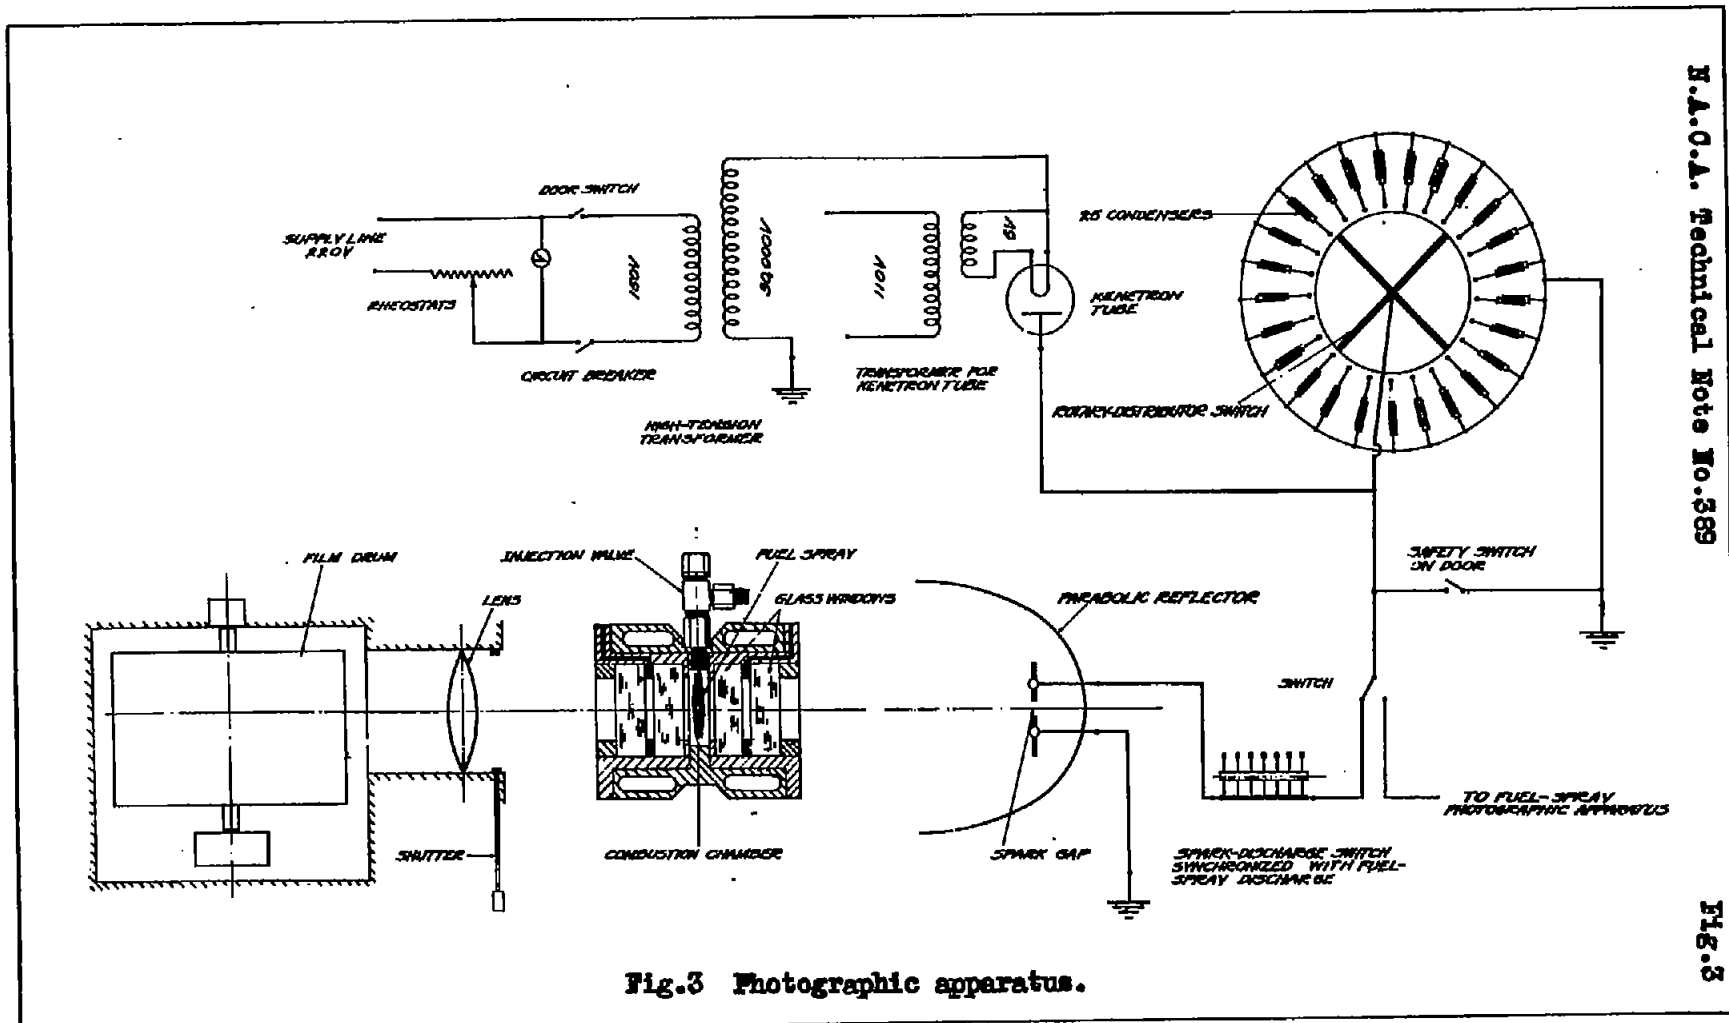 N.A.C.A. Technical Note No.389
Fig.3
DOOR SWITCH
SUPPLY LINE
220V
RHEOSTATS
150V
CIRCUIT BREAKER
HIGH-TENSION
TRANSFORMER
30000V
110V
TRANSFORMER FOR
KENETRON TUBE
KENETRON
TUBE
25 CONDENSERS
ROTARY-DISTRIBUTOR SWITCH
SAFETY SWITCH
ON DOOR
FILM DRUM
LENS
INJECTION VALVE
FUEL SPRAY
GLASS WINDOWS
PARABOLIC REFLECTOR
SWITCH
SHUTTER
COMBUSTION CHAMBER
SPARK GAP
SPARK-DISCHARGE SWITCH
SYNCHRONIZED WITH FUEL-
SPRAY DISCHARGE
TO FUEL-SPRAY
PHOTOGRAPHIC APPARATUS
Fig.3 Photographic apparatus.